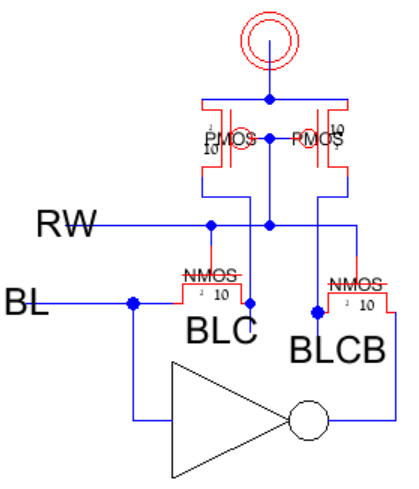 PMOS PMOS
10 10
RW
NMOS NMOS
2 10 2 10
BL
BLC
BLCB